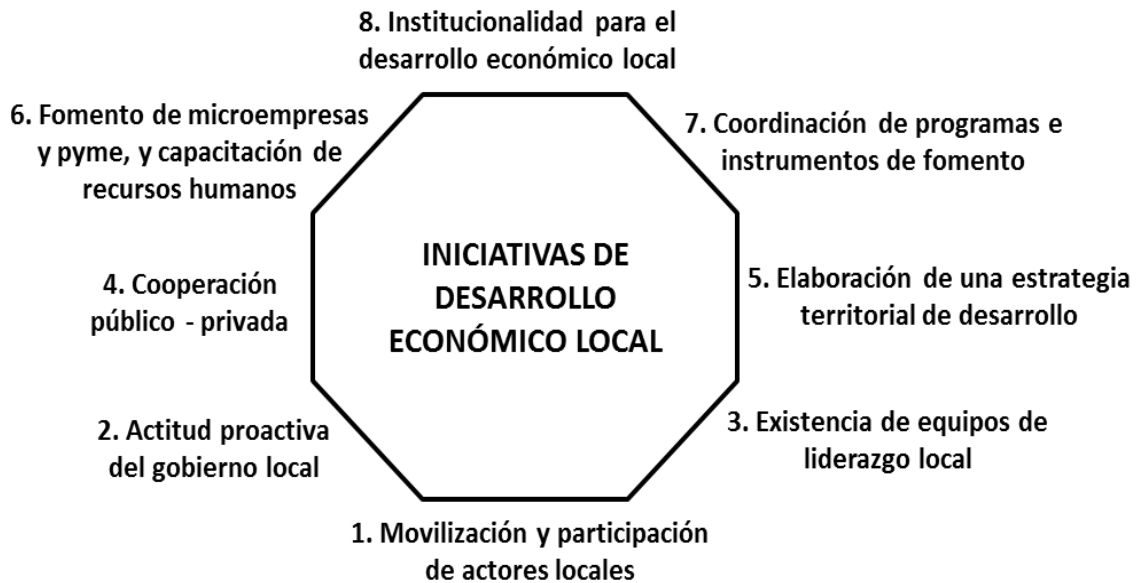 8. Institucionalidad para el
desarrollo económico local
6. Fomento de microempresas
y pyme, y capacitación de
recursos humanos
7. Coordinación de programas e
instrumentos de fomento
INICIATIVAS DE
DESARROLLO
ECONÓMICO LOCAL
4. Cooperación
público - privada
5. Elaboración de una estrategia
territorial de desarrollo
2. Actitud proactiva
del gobierno local
3. Existencia de equipos de
liderazgo local
1. Movilización y participación
de actores locales